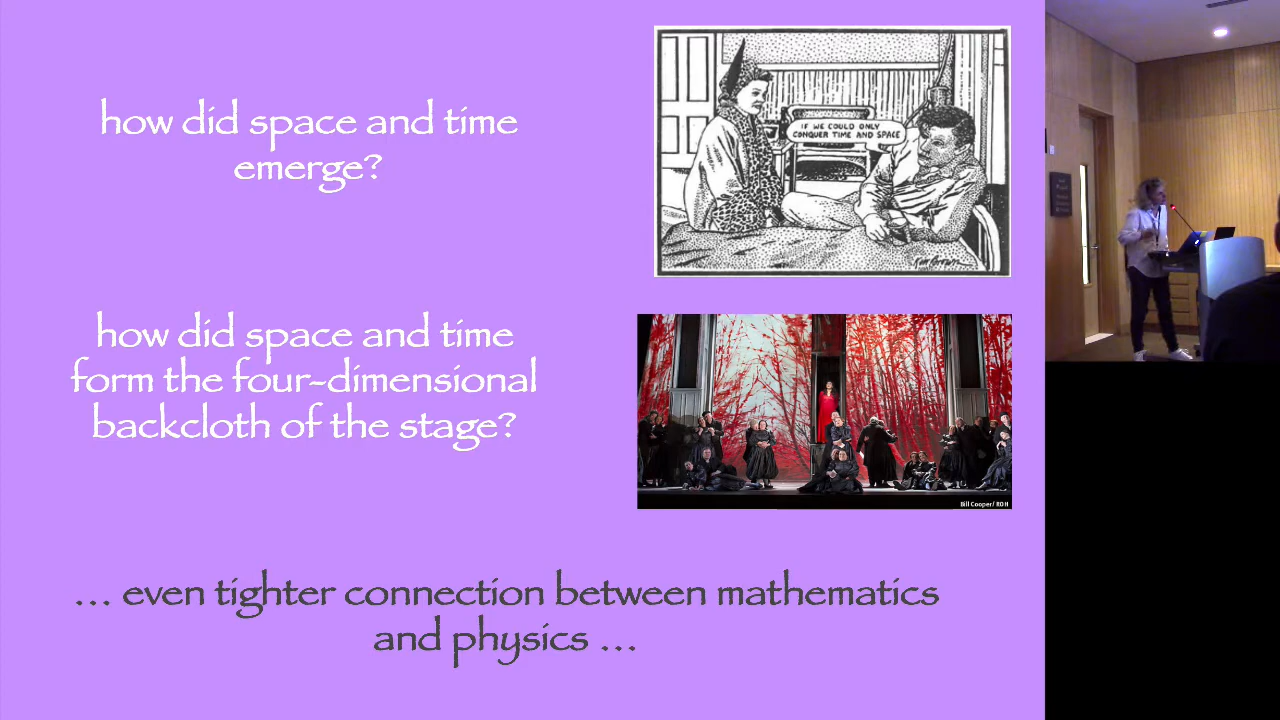 how did space and time
emerge?
IF WE COULD ONLY
CONQUER TIME AND SPACE
how did space and time
form the four-dimensional
backcloth of the stage?
Bill Cooper/ ROH
... even tighter connection between mathematics
and physics ...